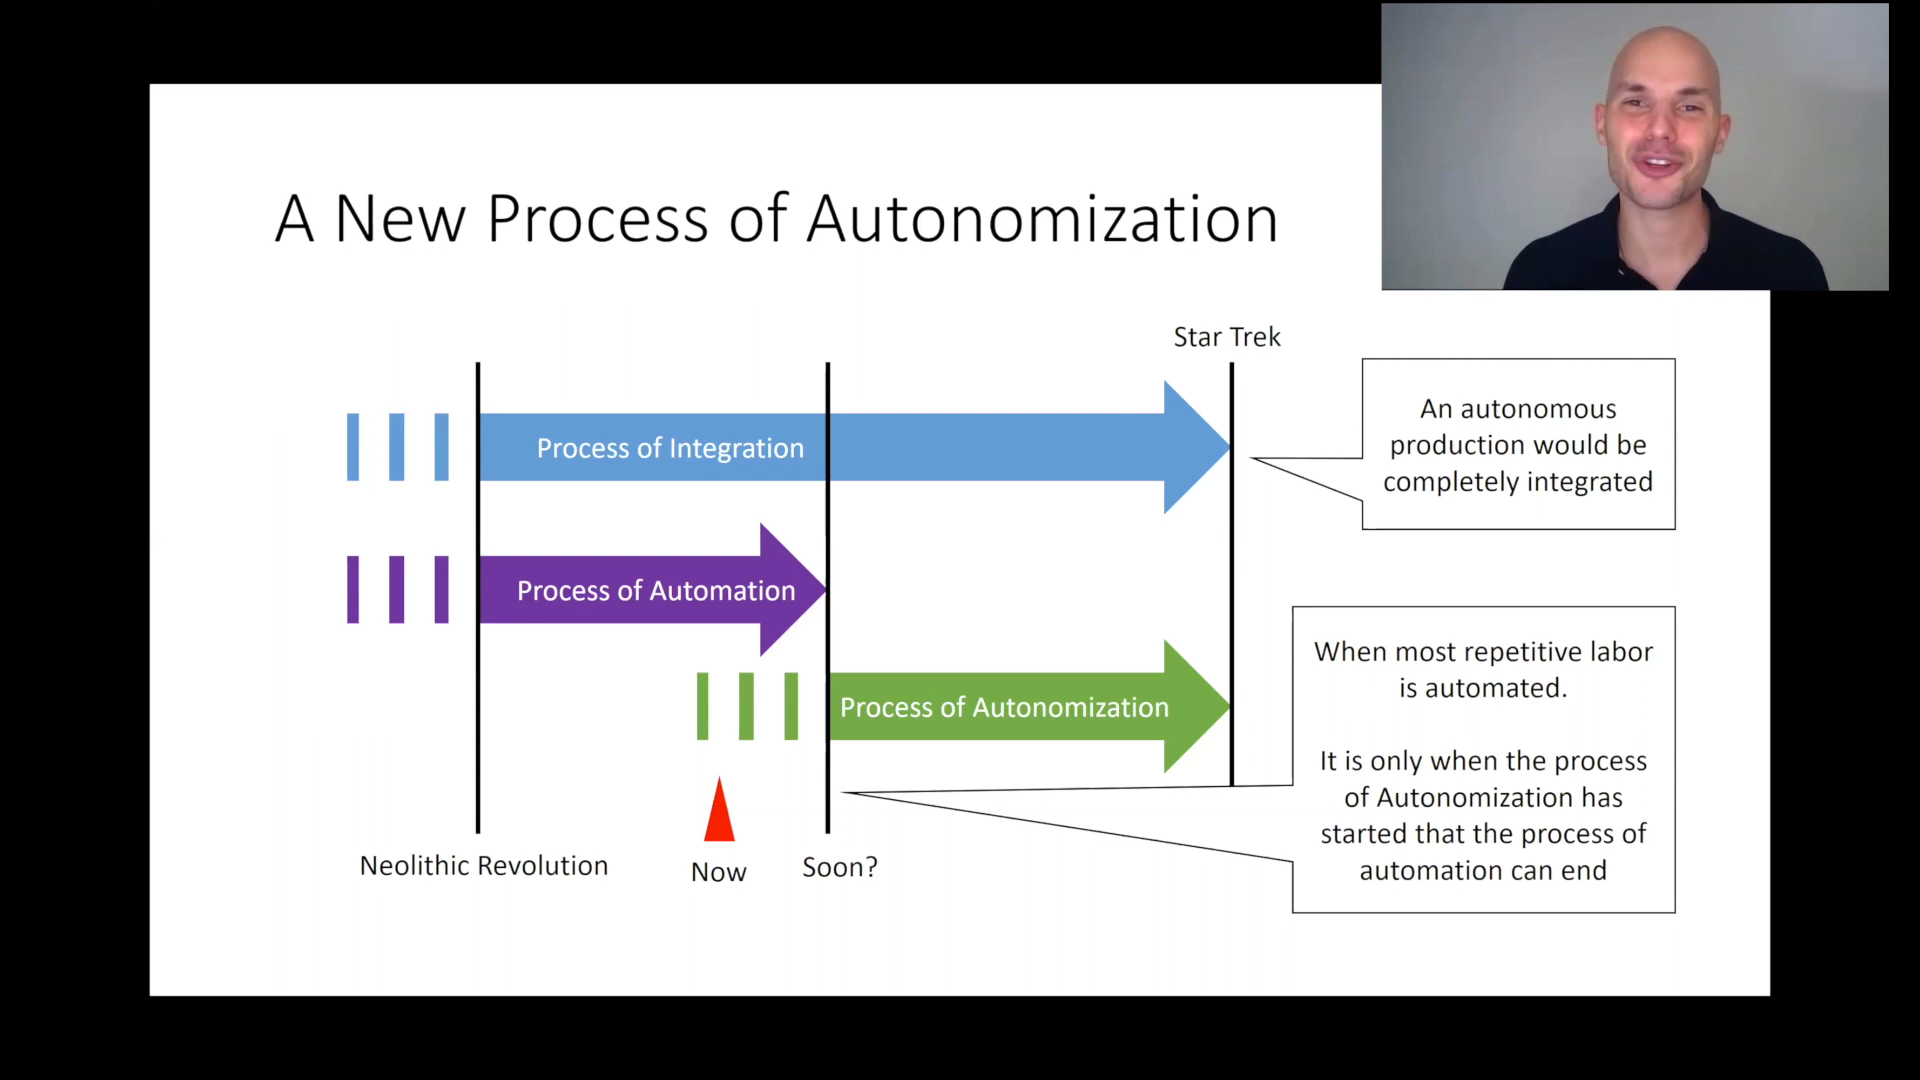 A New Process of Autonomization
Star Trek
Process of Integration
An autonomous
production would be
completely integrated
Process of Automation
Process of Autonomization
When most repetitive labor
is automated.
It is only when the process
of Autonomization has
started that the process of
automation can end
Neolithic Revolution
Now
Soon?